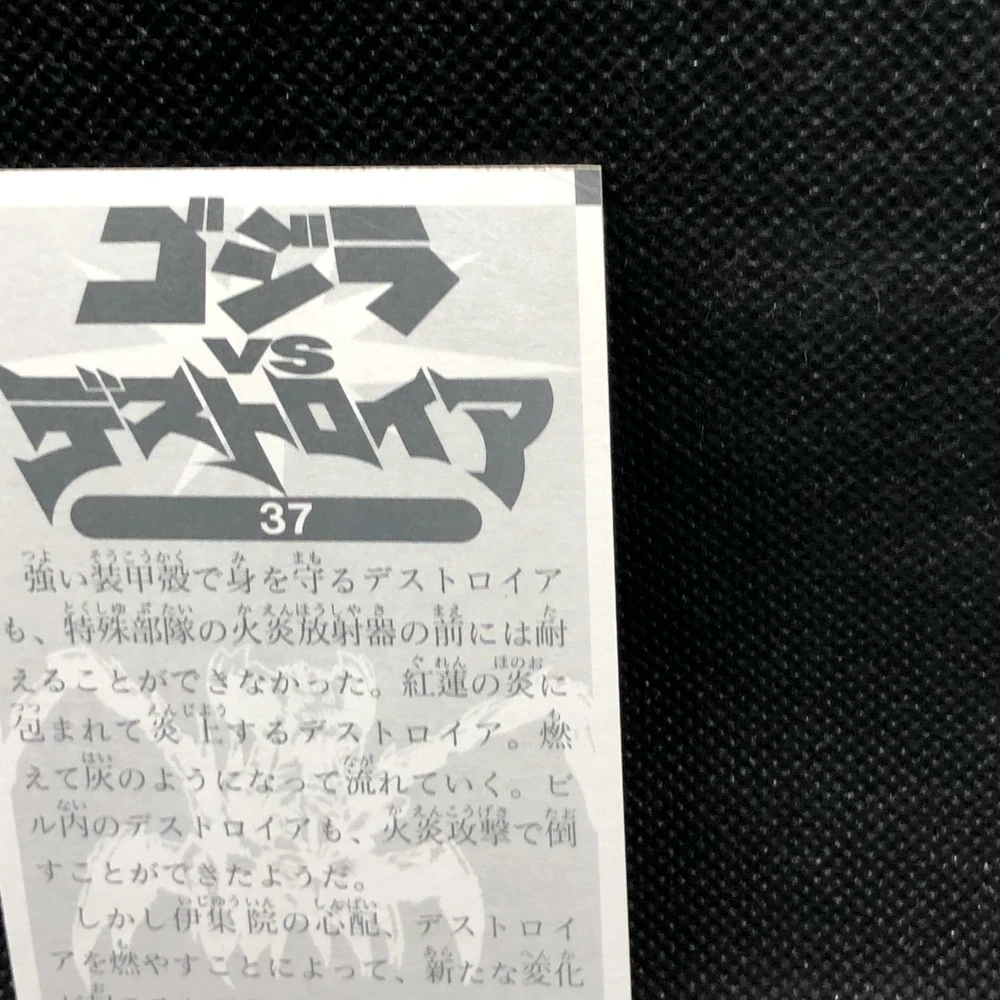 ゴジラ
VS
デストロイア
37
強い装甲殻で身を守るデストロイア
も、特殊部隊の火炎放射器の前には耐
えることができなかった。紅蓮の炎に
包まれて炎上するデストロイア。燃
えて灰のようになって流れていく。ビ
ル内のデストロイアも、火炎攻撃で倒
すことができたようだ。
しかし伊集院の心配、デストロイ
アを燃やすことによって、新たな変化